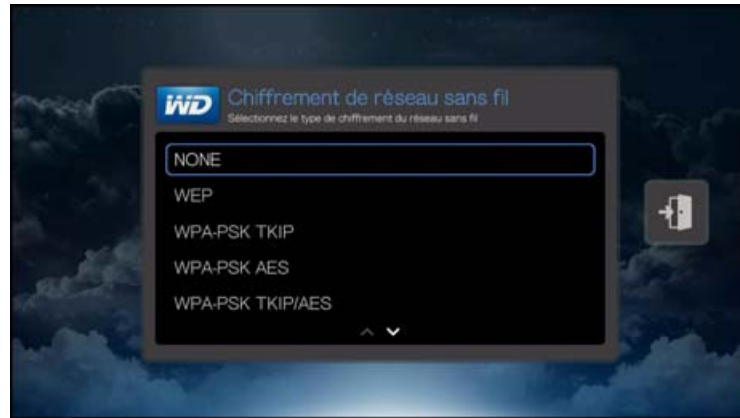 WD
Chiffrement de réseau sans fil
Sélectionnez le type de chiffrement du réseau sans fil
NONE
WEP
WPA-PSK TKIP
WPA-PSK AES
WPA-PSK TKIP/AES